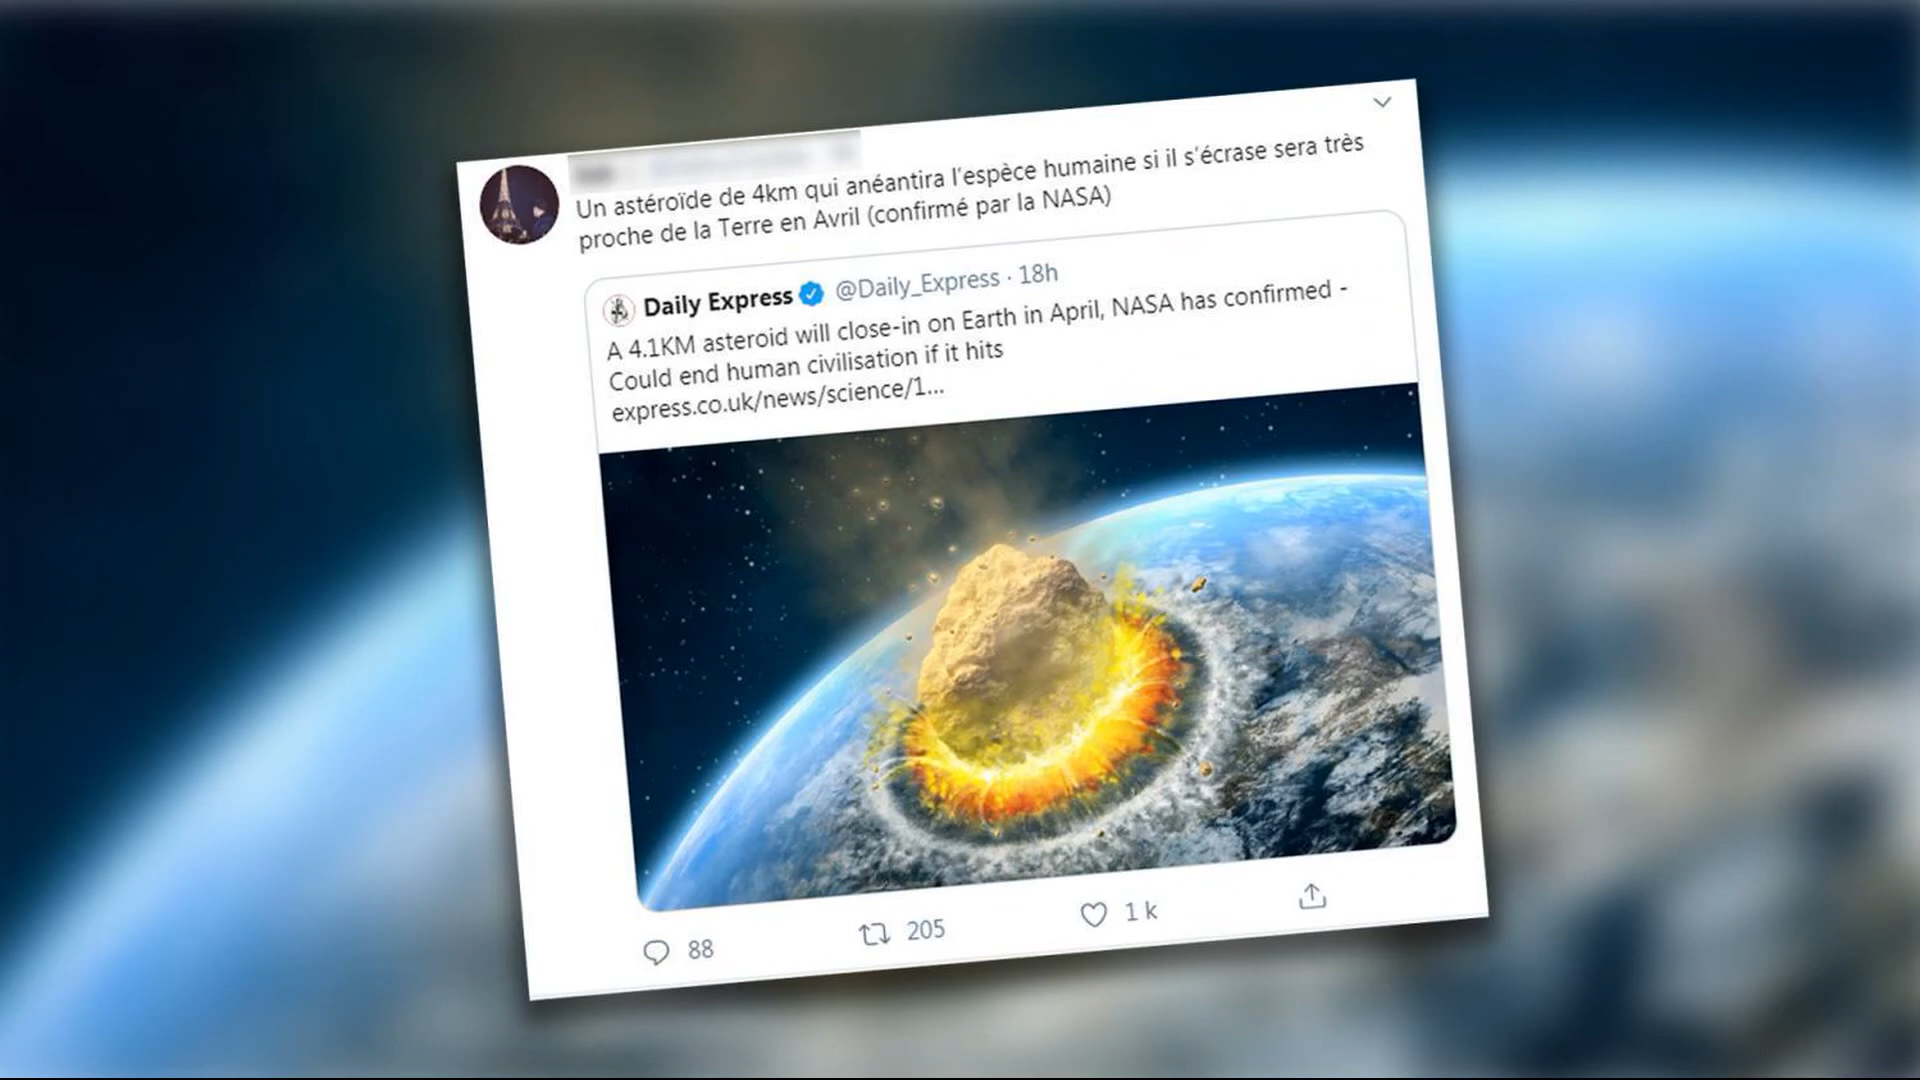 Un astéroïde de 4km qui anéantira l'espèce humaine si il s'écrase sera très
proche de la Terre en Avril (confirmé par la NASA)
Daily Express @Daily_Express · 18h
A 4.1KM asteroid will close-in on Earth in April, NASA has confirmed -
Could end human civilisation if it hits
express.co.uk/news/science/1...
88
205
1 k